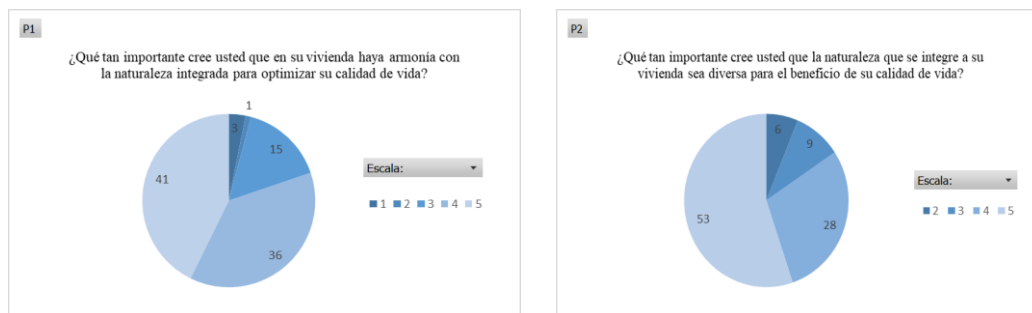 P1
¿Qué tan importante cree usted que en su vivienda haya armonía con
la naturaleza integrada para optimizar su calidad de vida?
1
3
15
41
36
Escala:
1 2 3 4 5
P2
¿Qué tan importante cree usted que la naturaleza que se integre a su
vivienda sea diversa para el beneficio de su calidad de vida?
6
9
53
28
Escala:
2 3 4 5